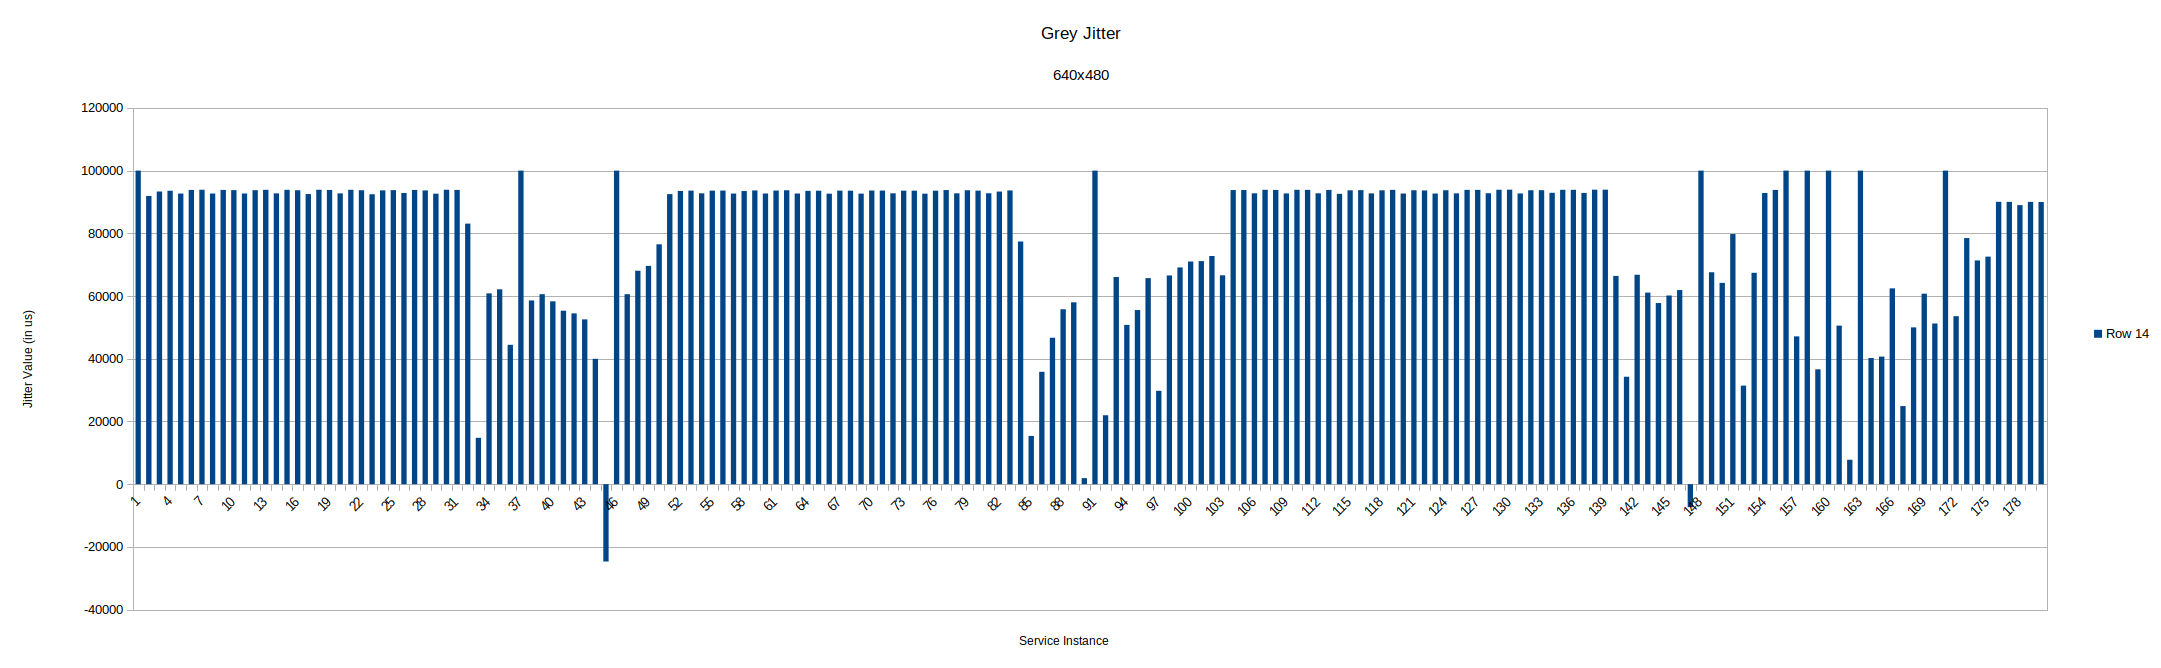 Grey Jitter
640x480
120000
100000
80000
60000
40000
20000
0
-20000
-40000
Jitter Value (in us)
1 4 7 10 13 16 19 22 25 28 31 34 37 40 43 46 49 52 55 58 61 64 67 70 73 76 79 82 85 88 91 94 97 100 103 106 109 112 115 118 121 124 127 130 133 136 139 142 145 148 151 154 157 160 163 166 169 172 175 178
Service Instance
Row 14